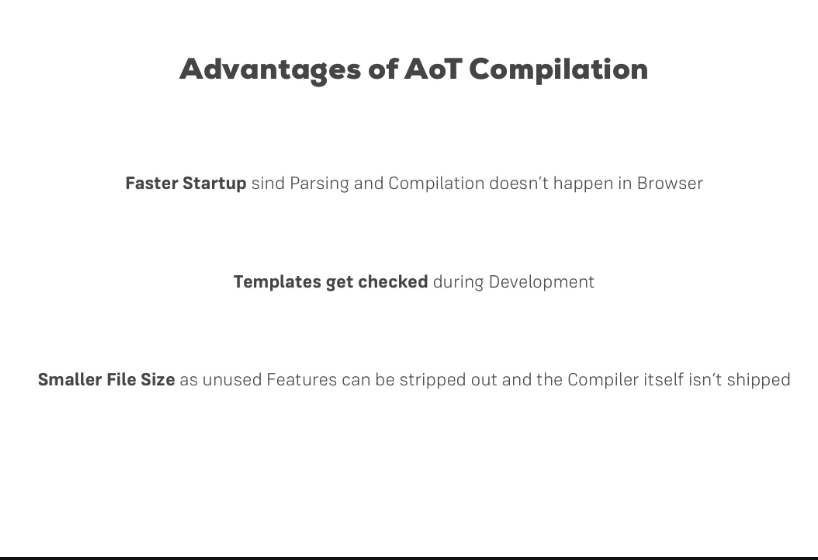 Advantages of AoT Compilation
Faster Startup sind Parsing and Compilation doesn't happen in Browser
Templates get checked during Development
Smaller File Size as unused Features can be stripped out and the Compiler itself isn't shipped